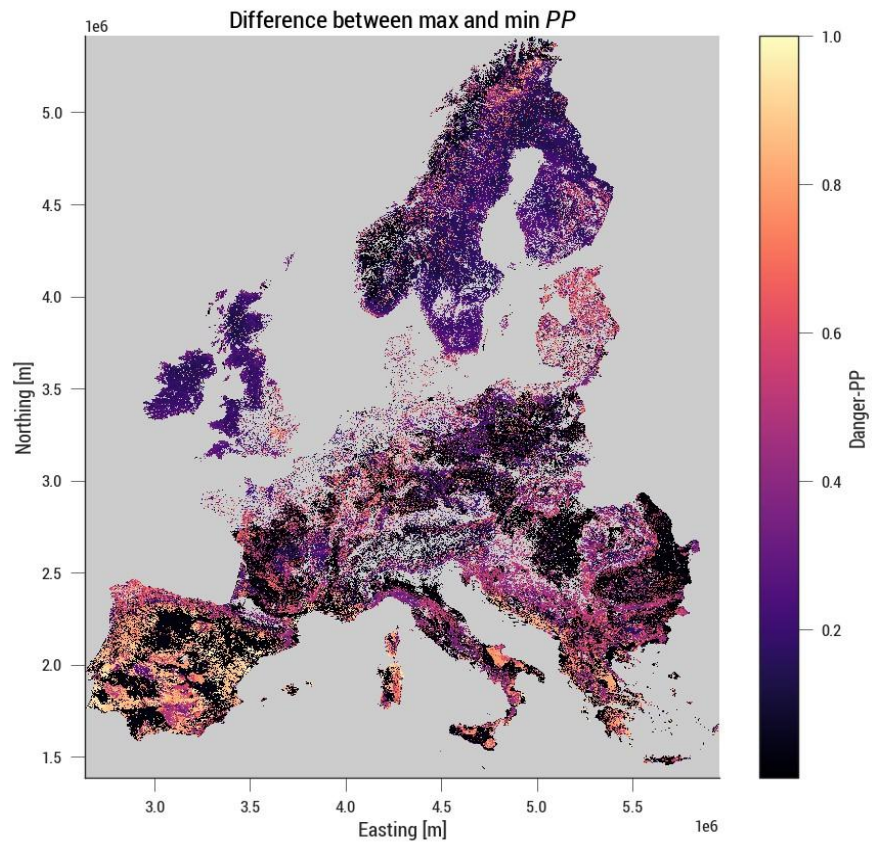 Difference between max and min PP
1e6
5.0
4.5
4.0
3.5
3.0
2.5
2.0
1.5
Northing [m]
3.0 3.5 4.0 4.5 5.0 5.5
1e6
Easting [m]
1.0
0.8
0.6
0.4
0.2
Danger-PP